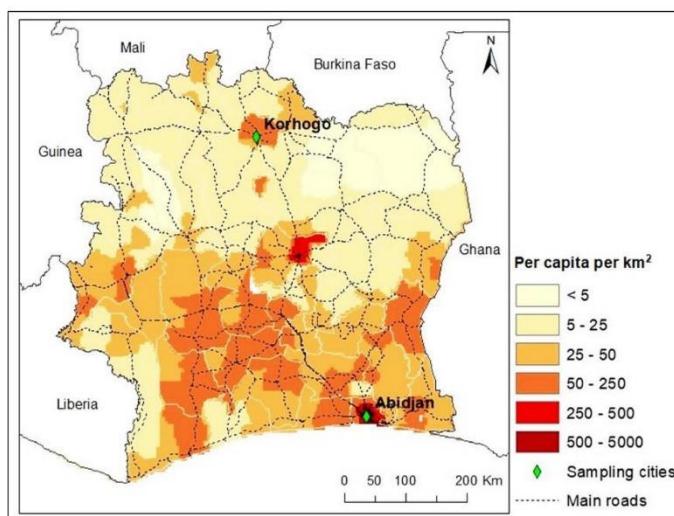 Mali
N
Burkina Faso
Korhogo
Guinea
Ghana
Per capita per km²
< 5
5 - 25
25 - 50
50 - 250
250 - 500
500 - 5000
Sampling cities
Main roads
Liberia
Abidjan
0 50 100 200 Km